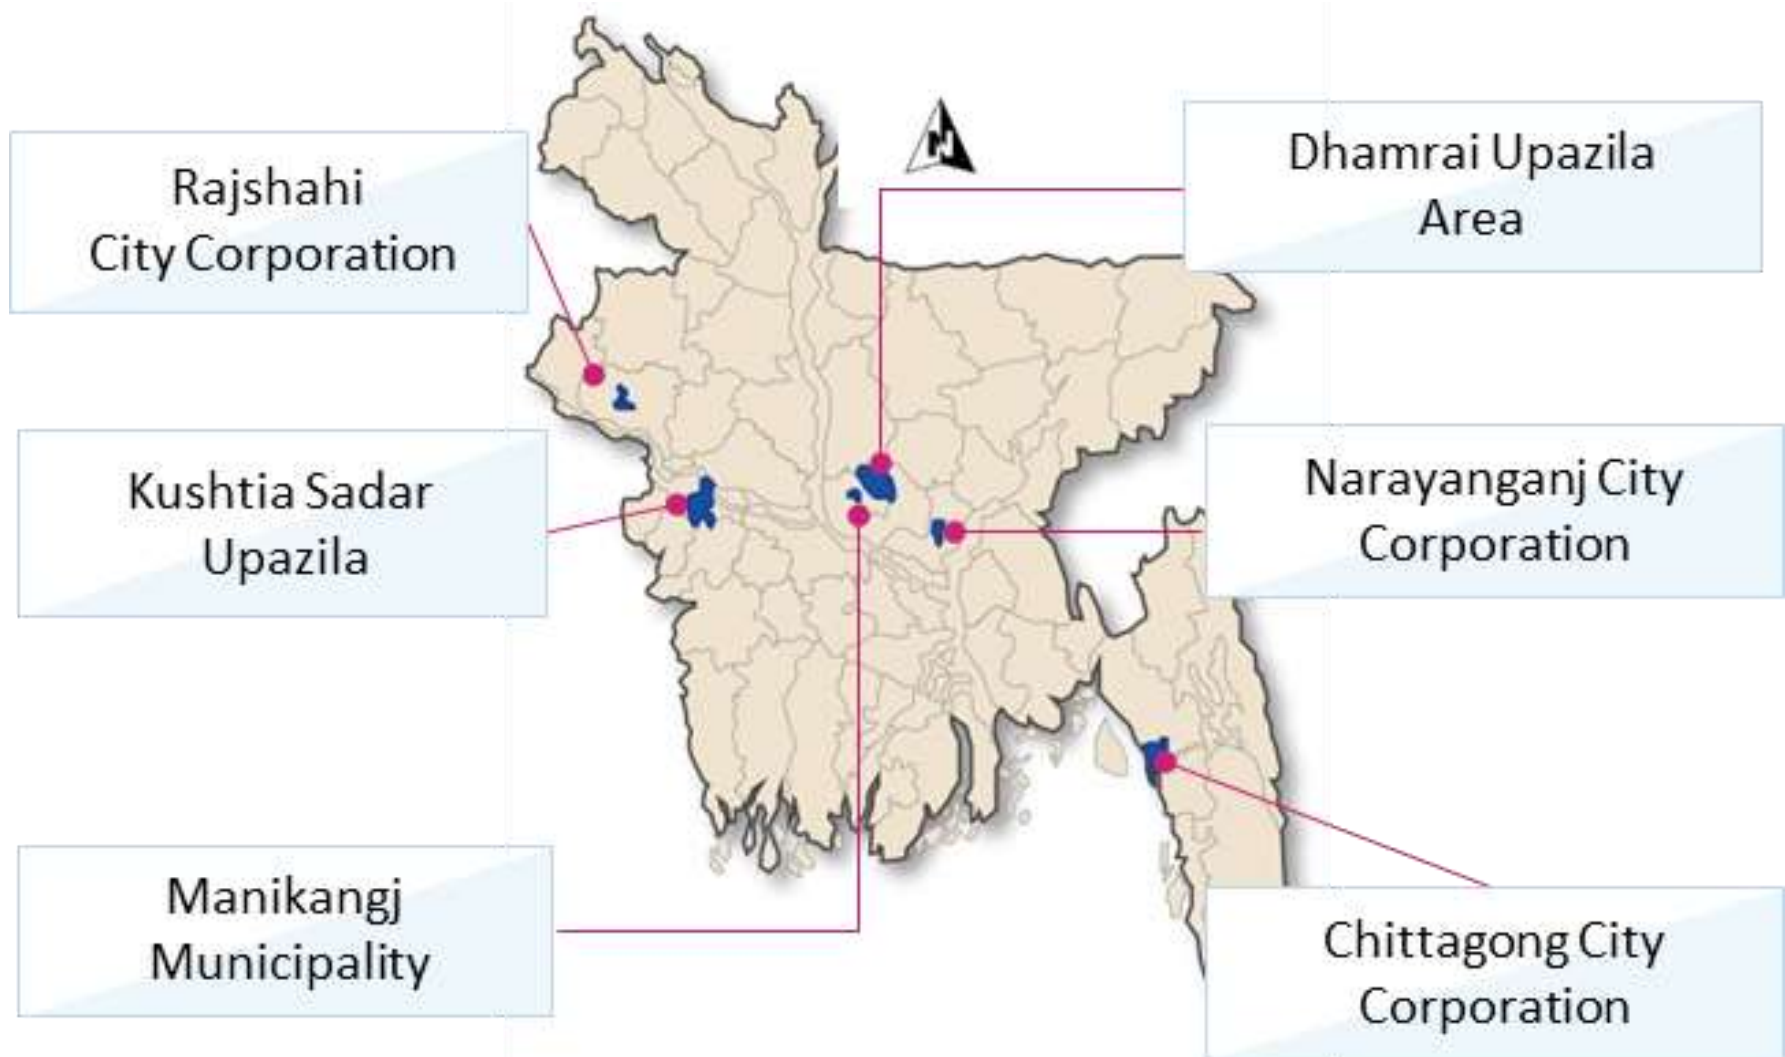 Rajshahi
City Corporation
N
Dhamrai Upazila
Area
Kushtia Sadar
Upazila
Narayanganj City
Corporation
Manikangj
Municipality
Chittagong City
Corporation